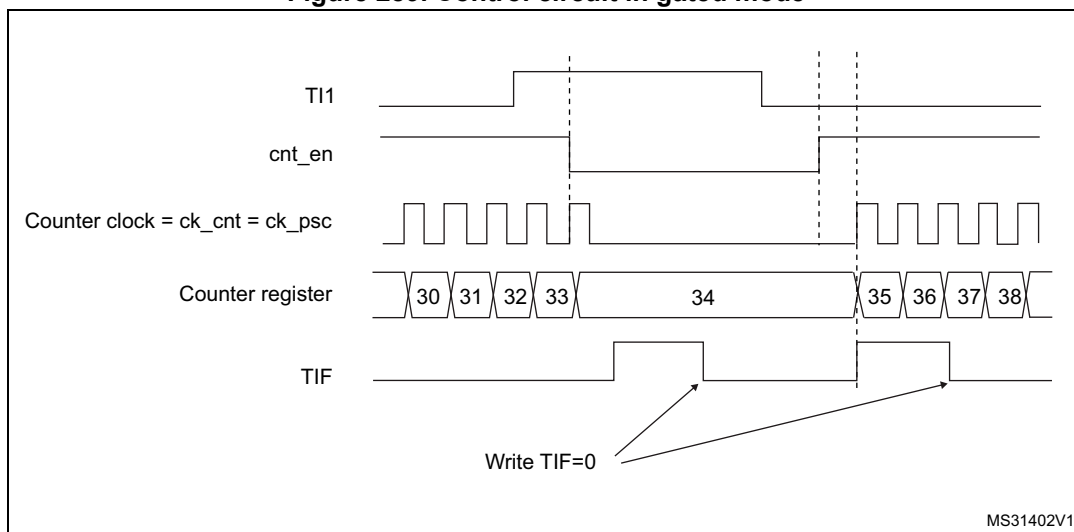 TI1
cnt_en
Counter clock = ck_cnt = ck_psc
Counter register
30 31 32 33 34 35 36 37 38
TIF
Write TIF=0
MS31402V1